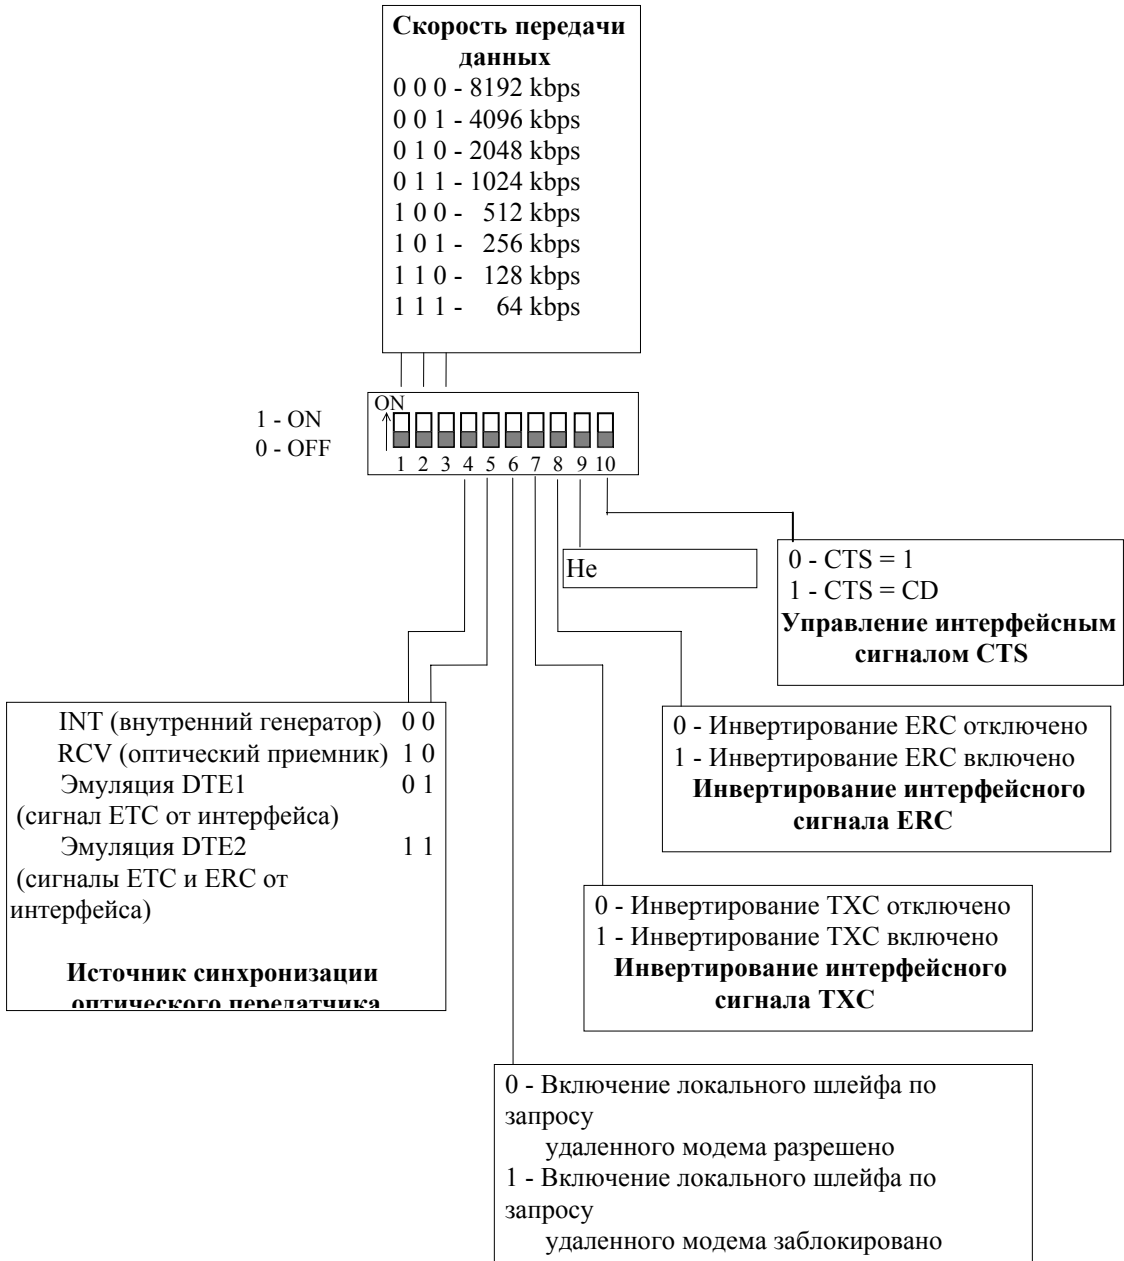 Скорость передачи
данных
0 0 0 - 8192 kbps
0 0 1 - 4096 kbps
0 1 0 - 2048 kbps
0 1 1 - 1024 kbps
1 0 0 - 512 kbps
1 0 1 - 256 kbps
1 1 0 - 128 kbps
1 1 1 - 64 kbps
1 - ON
0 - OFF
ON
1 2 3 4 5 6 7 8 9 10
Не
0 - CTS = 1
1 - CTS = CD
Управление интерфейсным
сигналом CTS
INT (внутренний генератор) 0 0
RCV (оптический приемник) 1 0
Эмуляция DTE1 0 1
(сигнал ETC от интерфейса)
Эмуляция DTE2 1 1
(сигналы ETC и ERC от
интерфейса)
Источник синхронизации
оптического передатчика
0 - Инвертирование ERC отключено
1 - Инвертирование ERC включено
Инвертирование интерфейсного
сигнала ERC
0 - Инвертирование TXC отключено
1 - Инвертирование TXC включено
Инвертирование интерфейсного
сигнала TXC
0 - Включение локального шлейфа по
запросу
удаленного модема разрешено
1 - Включение локального шлейфа по
запросу
удаленного модема заблокировано